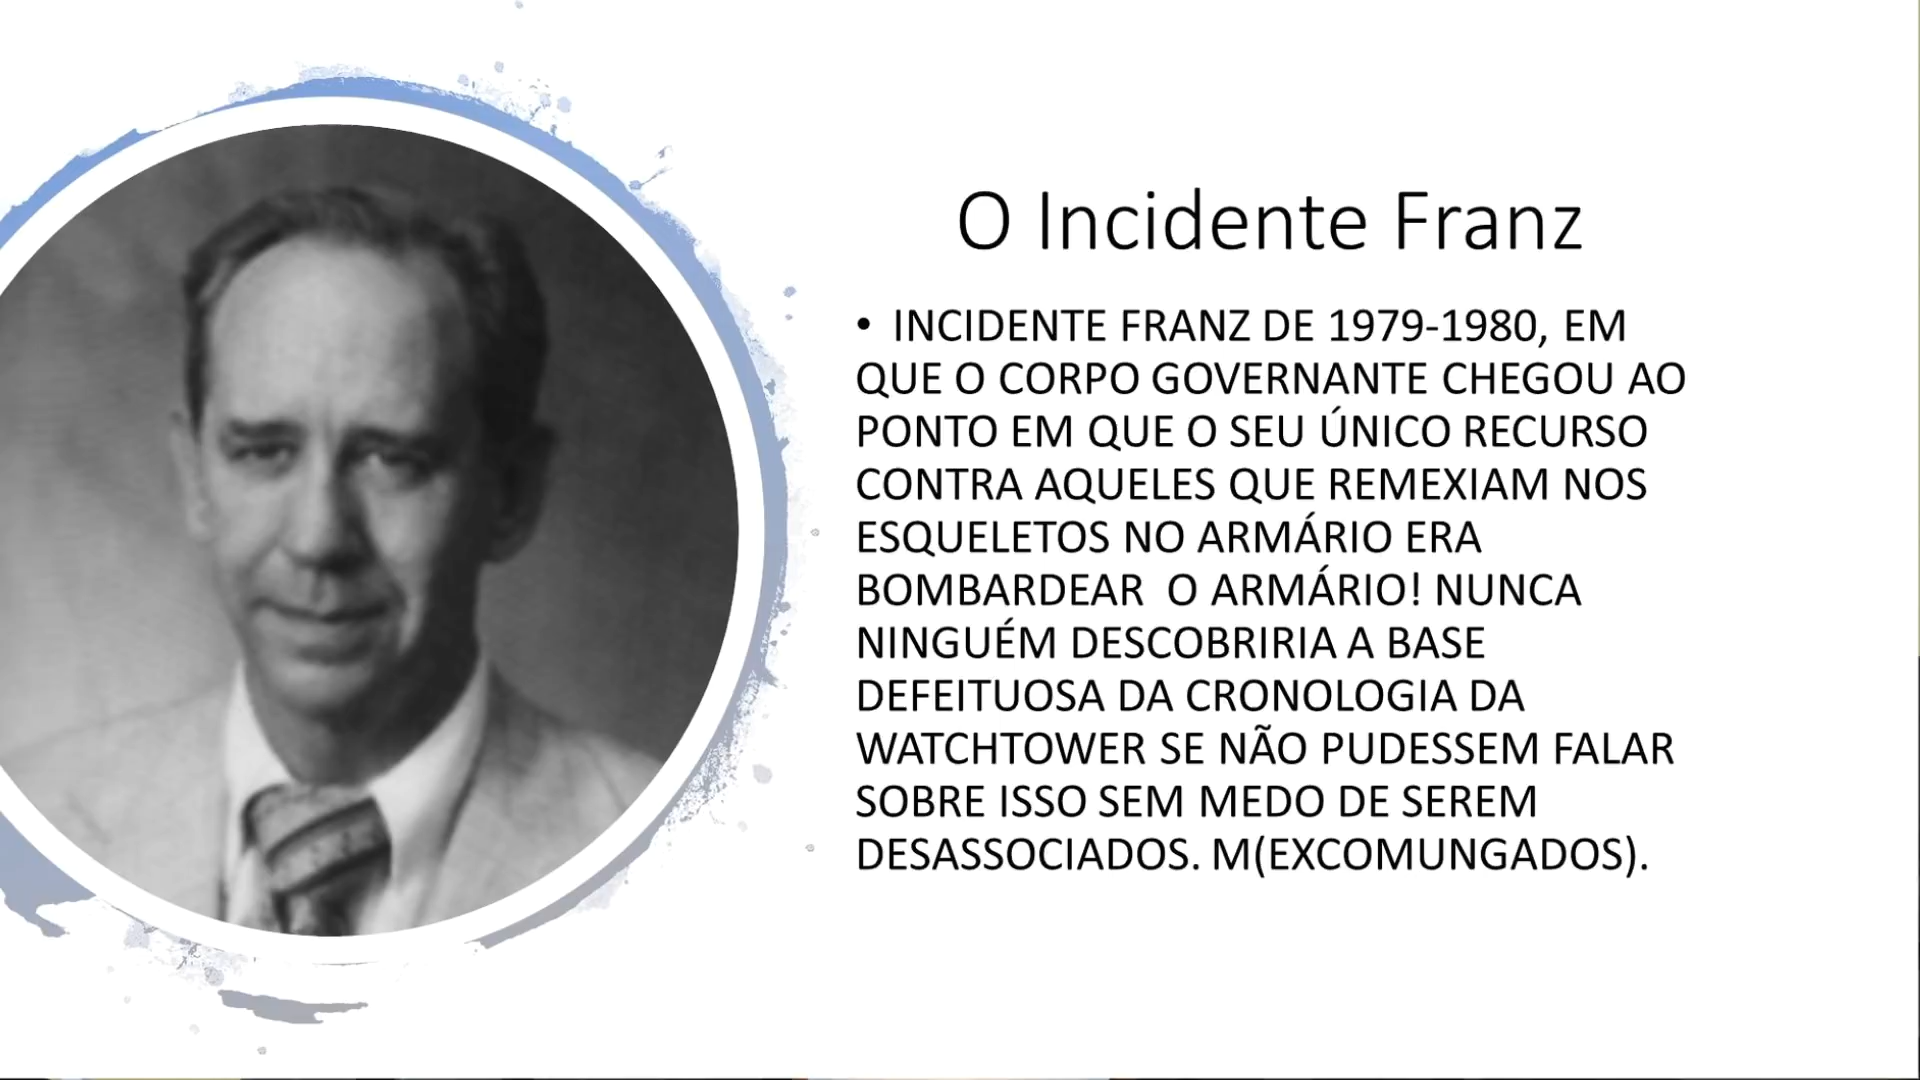 O Incidente Franz
• INCIDENTE FRANZ DE 1979-1980, EM
QUE O CORPO GOVERNANTE CHEGOU AO
PONTO EM QUE O SEU ÚNICO RECURSO
CONTRA AQUELES QUE REMEXIAM NOS
ESQUELETOS NO ARMÁRIO ERA
BOMBARDEAR  O ARMÁRIO! NUNCA
NINGUÉM DESCOBRIRIA A BASE
DEFEITUOSA DA CRONOLOGIA DA
WATCHTOWER SE NÃO PUDESSEM FALAR
SOBRE ISSO SEM MEDO DE SEREM
DESASSOCIADOS. M(EXCOMUNGADOS).